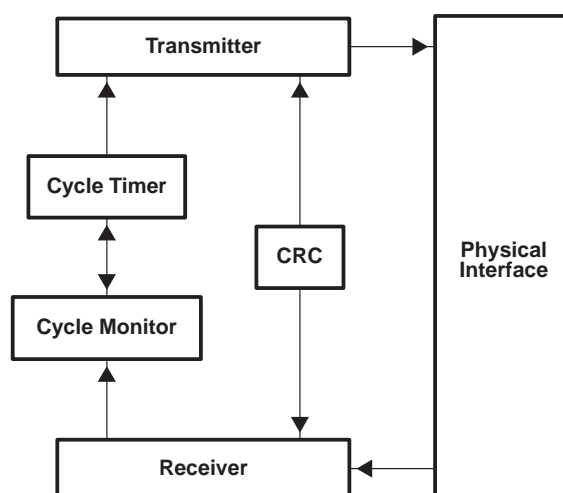 Transmitter
Cycle Timer
CRC
Physical
Interface
Cycle Monitor
Receiver